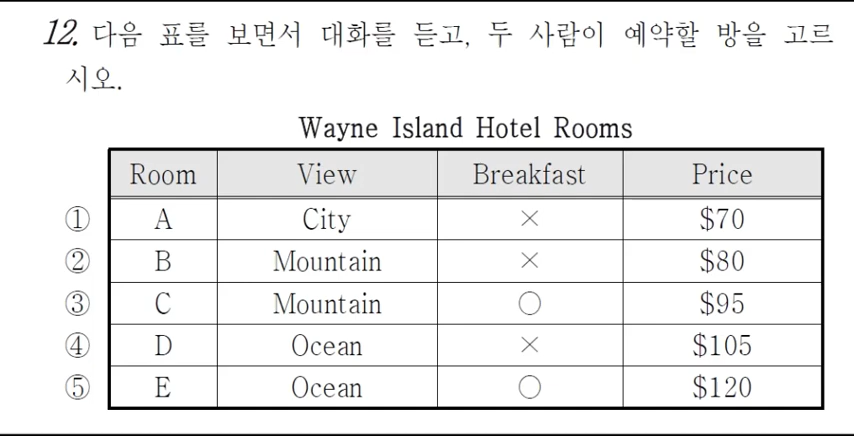 12. 다음 표를 보면서 대화를 듣고, 두 사람이 예약할 방을 고르
시오.
Wayne Island Hotel Rooms
Room View Breakfast Price
① A City × $70
② B Mountain × $80
③ C Mountain ○ $95
④ D Ocean × $105
⑤ E Ocean ○ $120